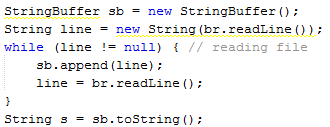 StringBuffer sb = new StringBuffer();
String line = new String(br.readLine());
while (line != null) { // reading file
    sb.append(line);
    line = br.readLine();
}
String s = sb.toString();